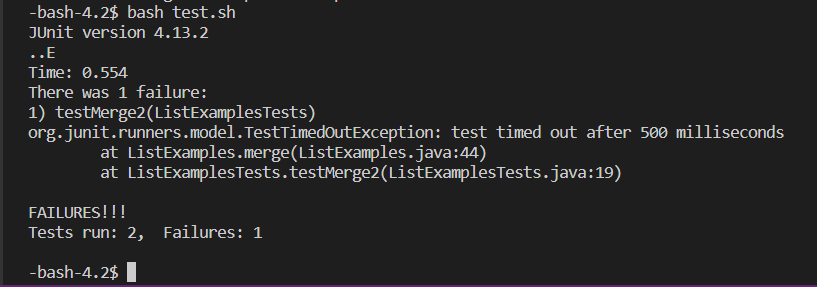 -bash-4.2$ bash test.sh
JUnit version 4.13.2
..E
Time: 0.554
There was 1 failure:
1) testMerge2(ListExamplesTests)
org.junit.runners.model.TestTimedOutException: test timed out after 500 milliseconds
        at ListExamples.merge(ListExamples.java:44)
        at ListExamplesTests.testMerge2(ListExamplesTests.java:19)

FAILURES!!!
Tests run: 2,  Failures: 1

-bash-4.2$